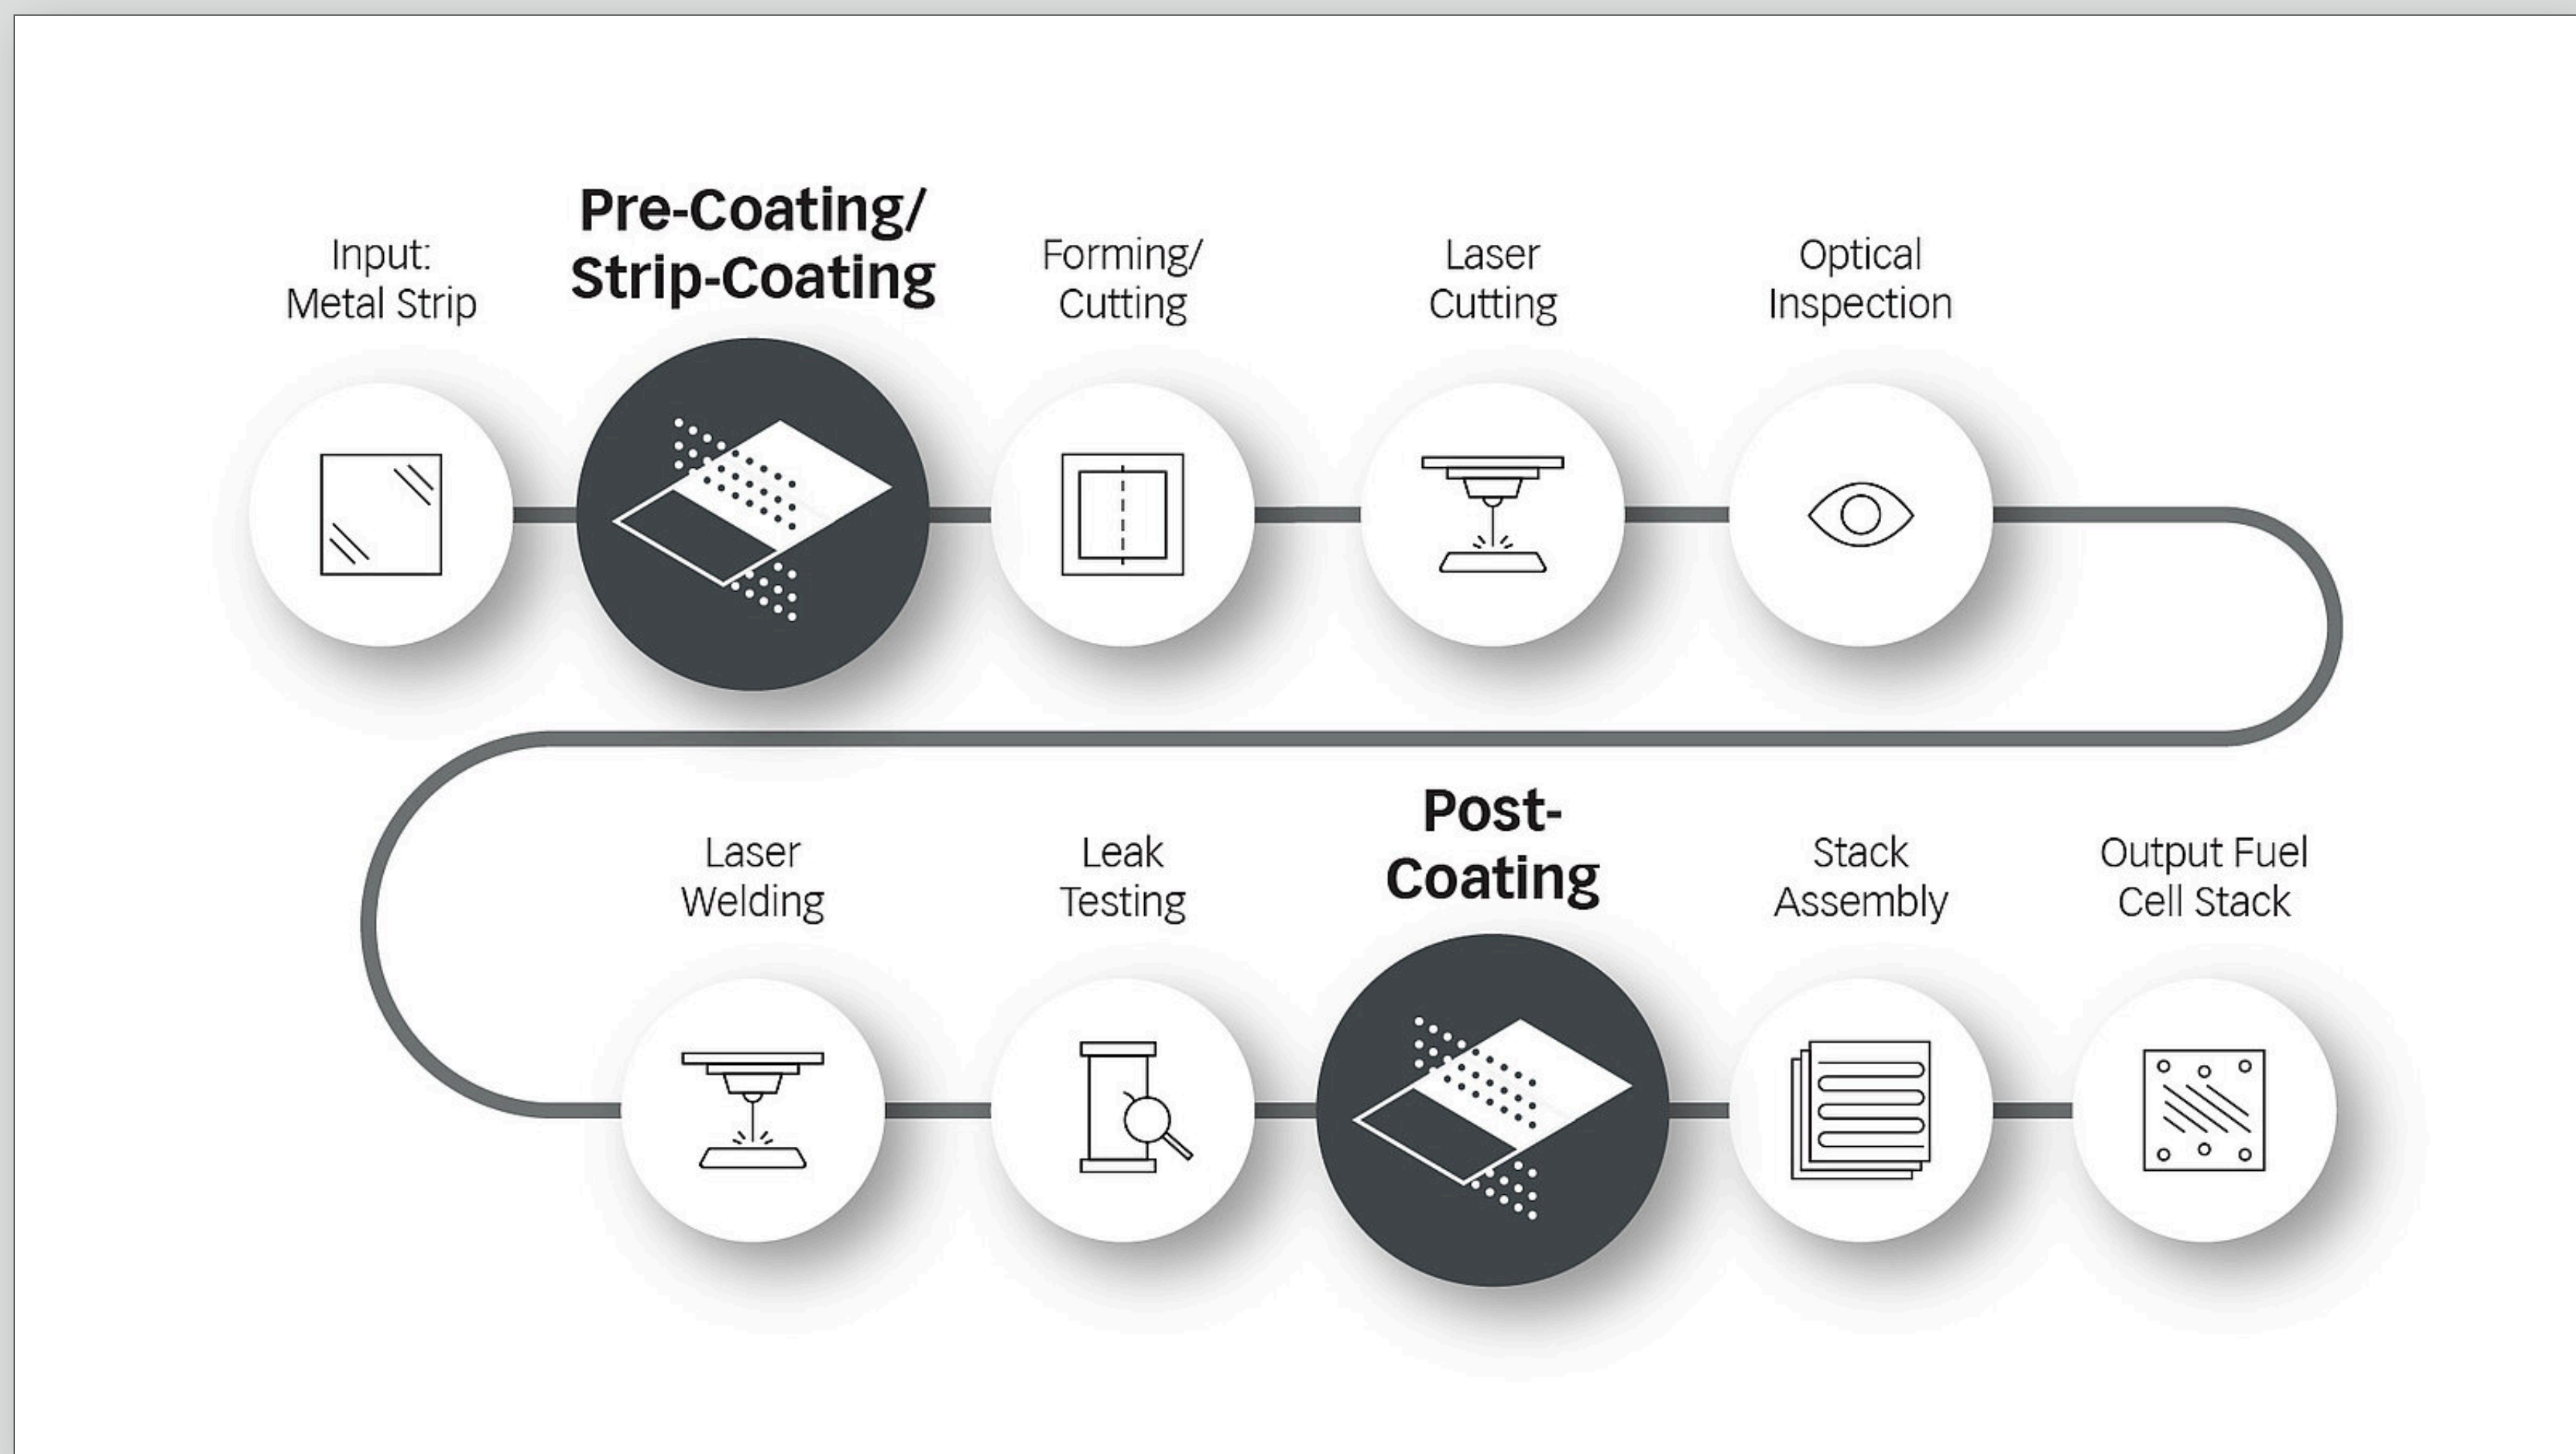 Input:
Metal Strip
Pre-Coating/
Strip-Coating
Forming/
Cutting
Laser
Cutting
Optical
Inspection
Laser
Welding
Leak
Testing
Post-
Coating
Stack
Assembly
Output Fuel
Cell Stack